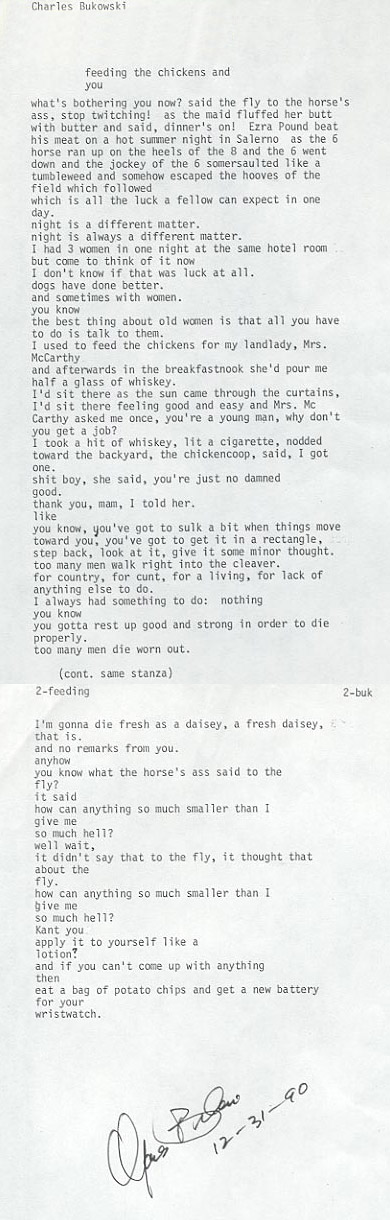 Charles Bukowski
feeding the chickens and
you
what's bothering you now? said the fly to the horse's
ass, stop twitching!  as the maid fluffed her butt
with butter and said, dinner's on!  Ezra Pound beat
his meat on a hot summer night in Salerno  as the 6
horse ran up on the heels of the 8 and the 6 went
down and the jockey of the 6 somersaulted like a
tumbleweed and somehow escaped the hooves of the
field which followed
which is all the luck a fellow can expect in one
day.
night is a different matter.
night is always a different matter.
I had 3 women in one night at the same hotel room
but come to think of it now
I don't know if that was luck at all.
dogs have done better.
and sometimes with women.
you know
the best thing about old women is that all you have
to do is talk to them.
I used to feed the chickens for my landlady, Mrs.
McCarthy
and afterwards in the breakfastnook she'd pour me
half a glass of whiskey.
I'd sit there as the sun came through the curtains,
I'd sit there feeling good and easy and Mrs. Mc
Carthy asked me once, you're a young man, why don't
you get a job?
I took a hit of whiskey, lit a cigarette, nodded
toward the backyard, the chickencoop, said, I got
one.
shit boy, she said, you're just no damned
good.
thank you, mam, I told her.
like
you know, you've got to sulk a bit when things move
toward you, you've got to get it in a rectangle,
step back, look at it, give it some minor thought.
too many men walk right into the cleaver.
for country, for cunt, for a living, for lack of
anything else to do.
I always had something to do:  nothing
you know
you gotta rest up good and strong in order to die
properly.
too many men die worn out.
(cont. same stanza)
2-feeding 2-buk
I'm gonna die fresh as a daisey, a fresh daisey,
that is.
and no remarks from you.
anyhow
you know what the horse's ass said to the
fly?
it said
how can anything so much smaller than I
give me
so much hell?
well wait,
it didn't say that to the fly, it thought that
about the
fly.
how can anything so much smaller than I
give me
so much hell?
Kant you
apply it to yourself like a
lotion?
and if you can't come up with anything
then
eat a bag of potato chips and get a new battery
for your
wristwatch.
12-31-90